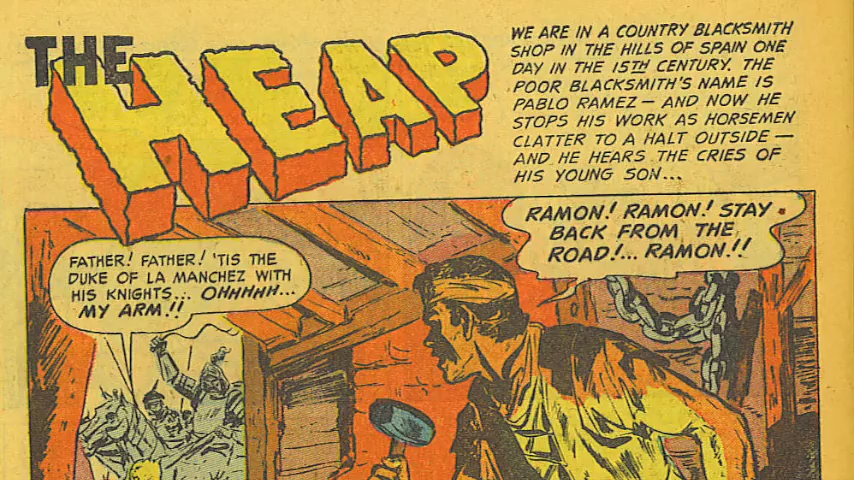 THE
HEAP
WE ARE IN A COUNTRY BLACKSMITH
SHOP IN THE HILLS OF SPAIN ONE
DAY IN THE 15TH CENTURY. THE
POOR BLACKSMITH'S NAME IS
PABLO RAMEZ — AND NOW HE
STOPS HIS WORK AS HORSEMEN
CLATTER TO A HALT OUTSIDE —
AND HE HEARS THE CRIES OF
HIS YOUNG SON...
FATHER! FATHER! 'TIS THE
DUKE OF LA MANCHEZ WITH
HIS KNIGHTS... OHHHHH...
MY ARM!!
RAMON! RAMON! STAY
BACK FROM THE
ROAD!... RAMON!!